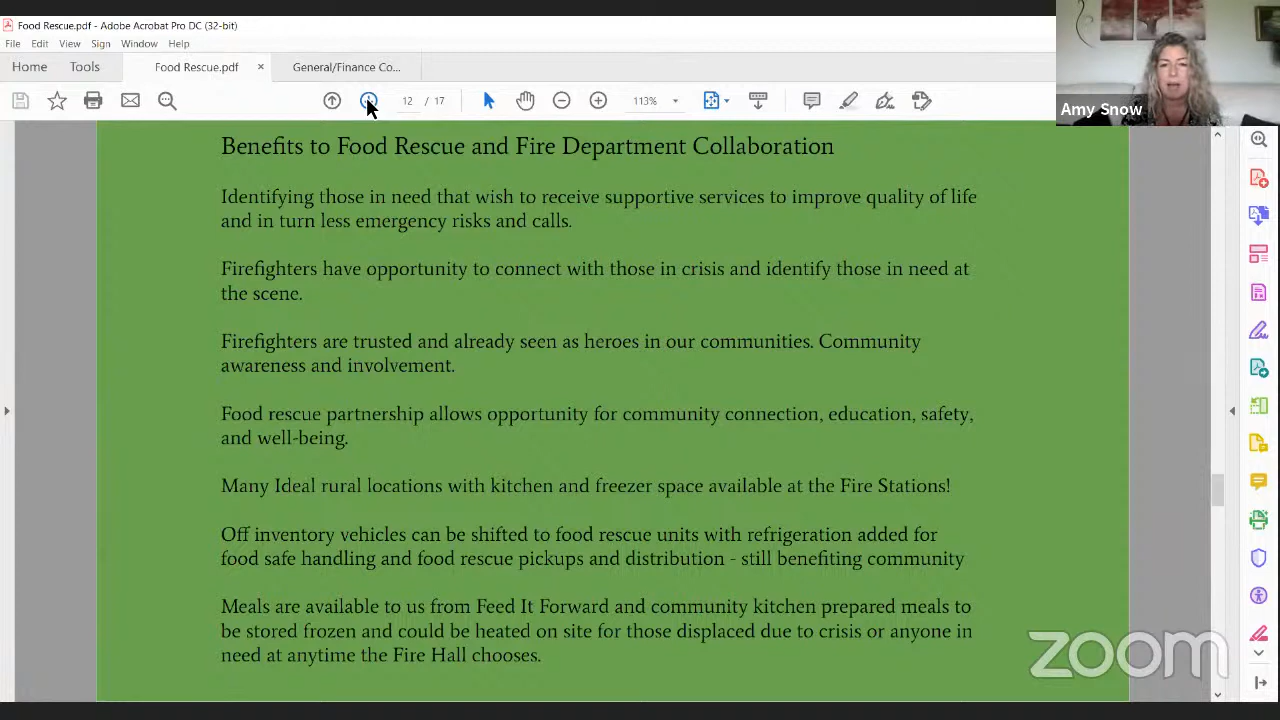 Food Rescue.pdf - Adobe Acrobat Pro DC (32-bit)
File Edit View Sign Window Help
Home Tools Food Rescue.pdf × General/Finance Co...
12 / 17 113%
Amy Snow
Benefits to Food Rescue and Fire Department Collaboration
Identifying those in need that wish to receive supportive services to improve quality of life
and in turn less emergency risks and calls.
Firefighters have opportunity to connect with those in crisis and identify those in need at
the scene.
Firefighters are trusted and already seen as heroes in our communities. Community
awareness and involvement.
Food rescue partnership allows opportunity for community connection, education, safety,
and well-being.
Many Ideal rural locations with kitchen and freezer space available at the Fire Stations!
Off inventory vehicles can be shifted to food rescue units with refrigeration added for
food safe handling and food rescue pickups and distribution - still benefiting community
Meals are available to us from Feed It Forward and community kitchen prepared meals to
be stored frozen and could be heated on site for those displaced due to crisis or anyone in
need at anytime the Fire Hall chooses.
zoom